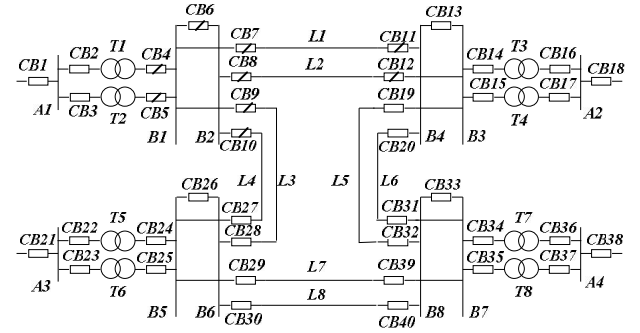 CB6 CB13
CB7 L1 CB11
CB1 CB2 T1 CB4 CB8 L2 CB12 CB14 T3 CB16 CB18
CB9 CB19 CB15 CB17
A1 CB3 T2 CB5 T4 A2
B1 B2 CB10 CB20 B4 B3
L4 L3 L5 L6
CB26 CB33
CB27 CB31
CB21 CB22 T5 CB24 CB28 CB32 CB34 T7 CB36 CB38
CB23 CB25 CB29 L7 CB39 CB35 CB37
A3 T6 L8 T8 A4
B5 B6 CB30 CB40 B8 B7